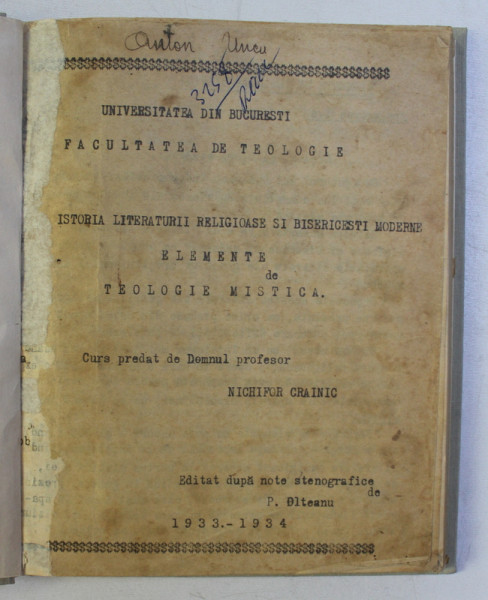 Anton Uncu
3257
$$$$$$$$$$$$$$$$$$$$$$$$$$$$$$$$$$$$$$$$$$$$$$$$$$
UNIVERSITATEA DIN BUCURESTI
FACULTATEA DE TEOLOGIE
ISTORIA LITERATURII RELIGIOASE SI BISERICESTI MODERNE
ELEMENTE
de
TEOLOGIE MISTICA.
Curs predat de Domnul profesor
NICHIFOR CRAINIC
Editat după note stenografice
de
P. Olteanu
1933.-1934
$$$$$$$$$$$$$$$$$$$$$$$$$$$$$$$$$$$$$$$$$$$$$$$$$$